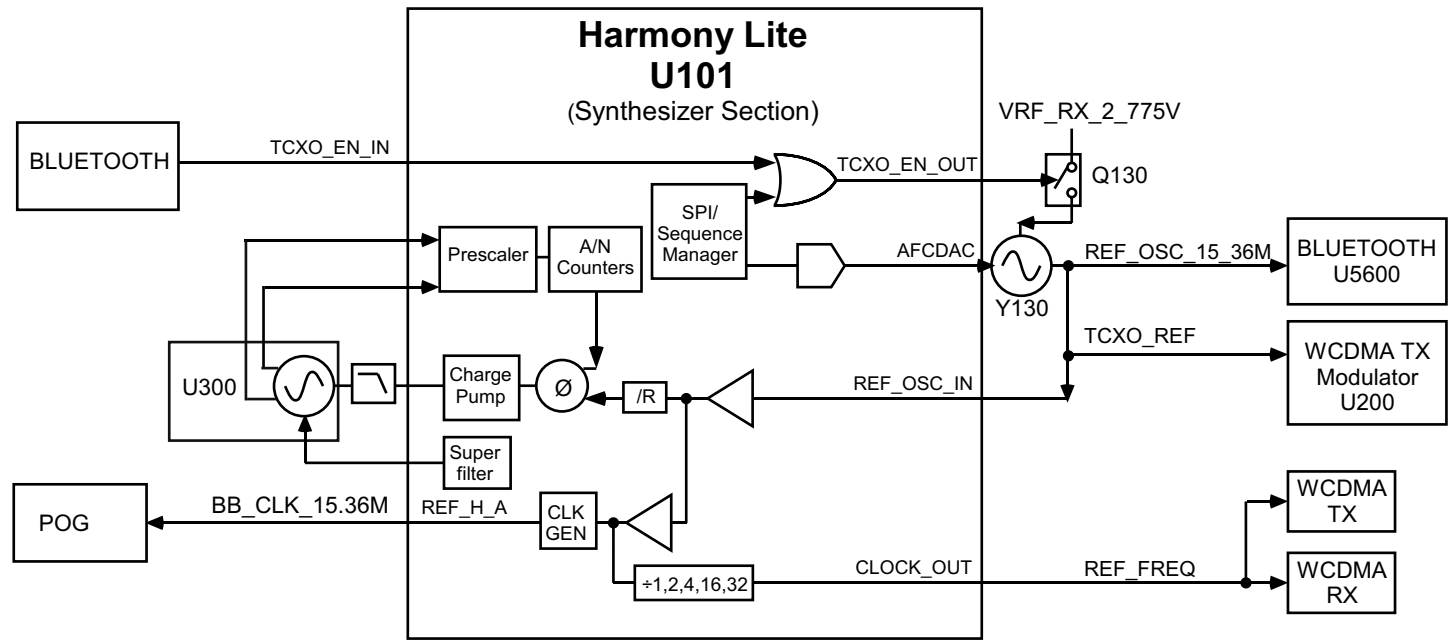 Harmony Lite
U101
(Synthesizer Section)
VRF_RX_2_775V
BLUETOOTH
TCXO_EN_IN
TCXO_EN_OUT
Q130
SPI/
Sequence
Manager
Prescaler
A/N
Counters
AFCDAC
Y130
REF_OSC_15_36M
BLUETOOTH
U5600
TCXO_REF
WCDMA TX
Modulator
U200
U300
Charge
Pump
Ø
/R
REF_OSC_IN
Super
filter
POG
BB_CLK_15.36M
REF_H_A
CLK
GEN
WCDMA
TX
÷1,2,4,16,32
CLOCK_OUT
REF_FREQ
WCDMA
RX